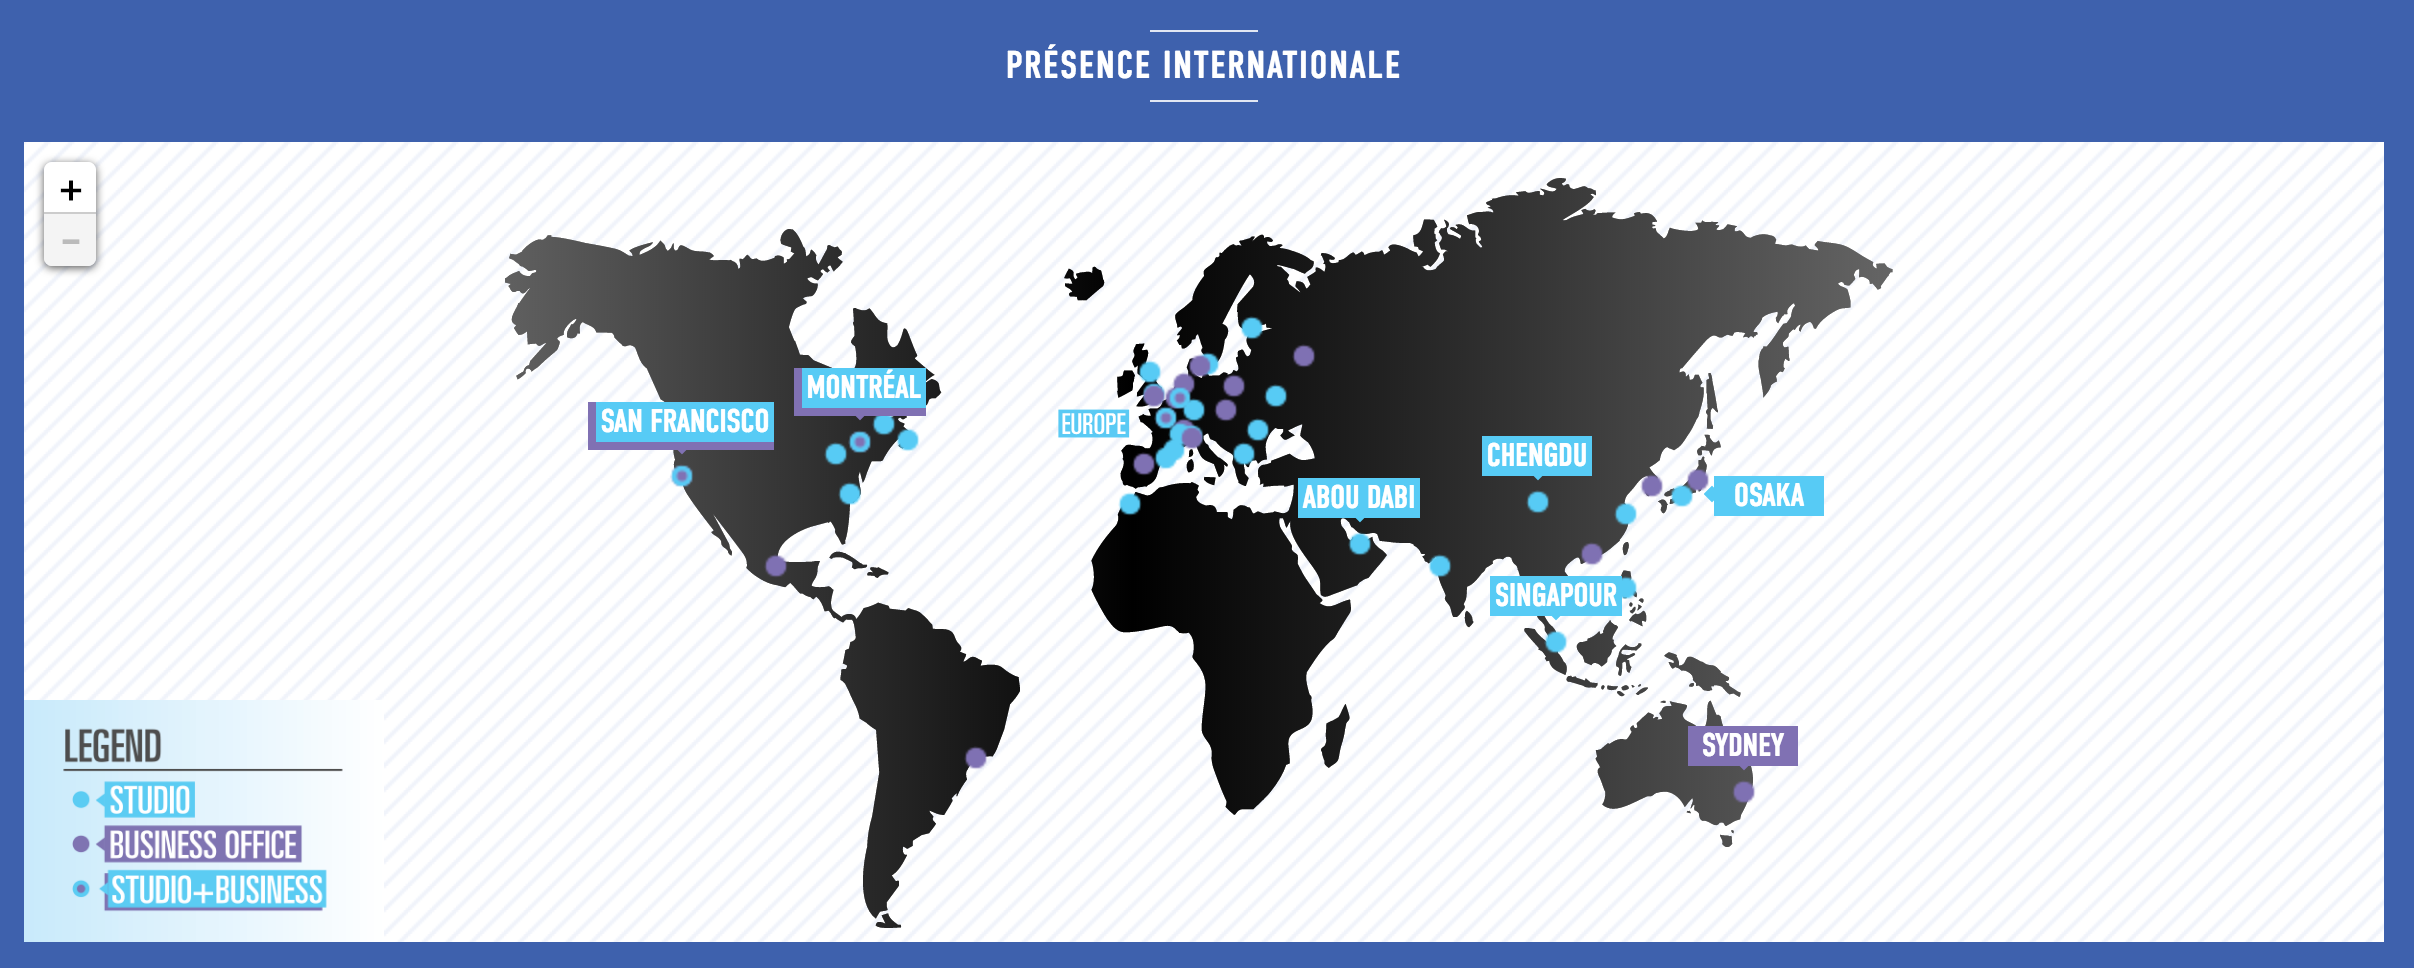 PRÉSENCE INTERNATIONALE
+
−
MONTRÉAL
SAN FRANCISCO
EUROPE
CHENGDU
ABOU DABI
OSAKA
SINGAPOUR
SYDNEY
LEGEND
STUDIO
BUSINESS OFFICE
STUDIO+BUSINESS